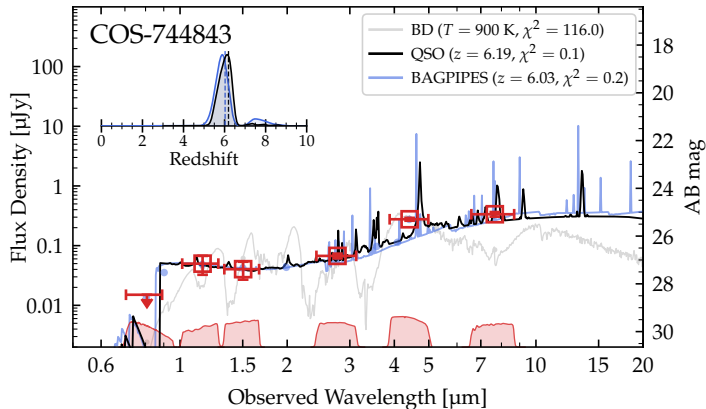 COS-744843
BD (T = 900 K, χ² = 116.0)
QSO (z = 6.19, χ² = 0.1)
BAGPIPES (z = 6.03, χ² = 0.2)
Flux Density [μJy]
100
10
1
0.1
0.01
0 2 4 6 8 10
Redshift
18
20
22
24
26
28
30
AB mag
0.6 1 1.5 2 3 4 5 6 7 10 15 20
Observed Wavelength [μm]